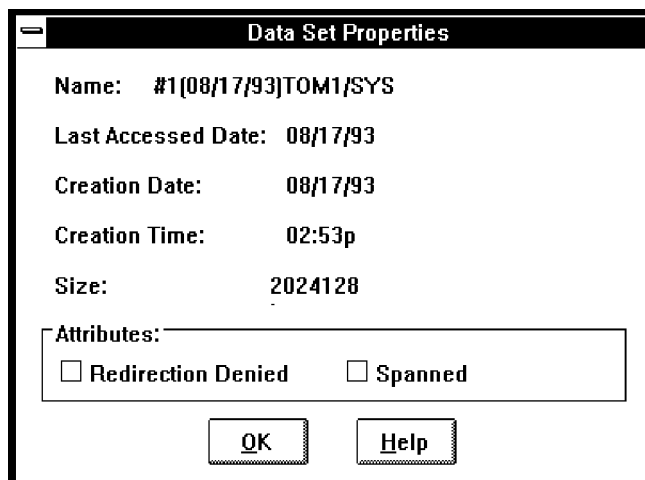 Data Set Properties
Name: #1(08/17/93)TOM1/SYS
Last Accessed Date: 08/17/93
Creation Date: 08/17/93
Creation Time: 02:53p
Size: 2024128
Attributes:
Redirection Denied Spanned
OK Help